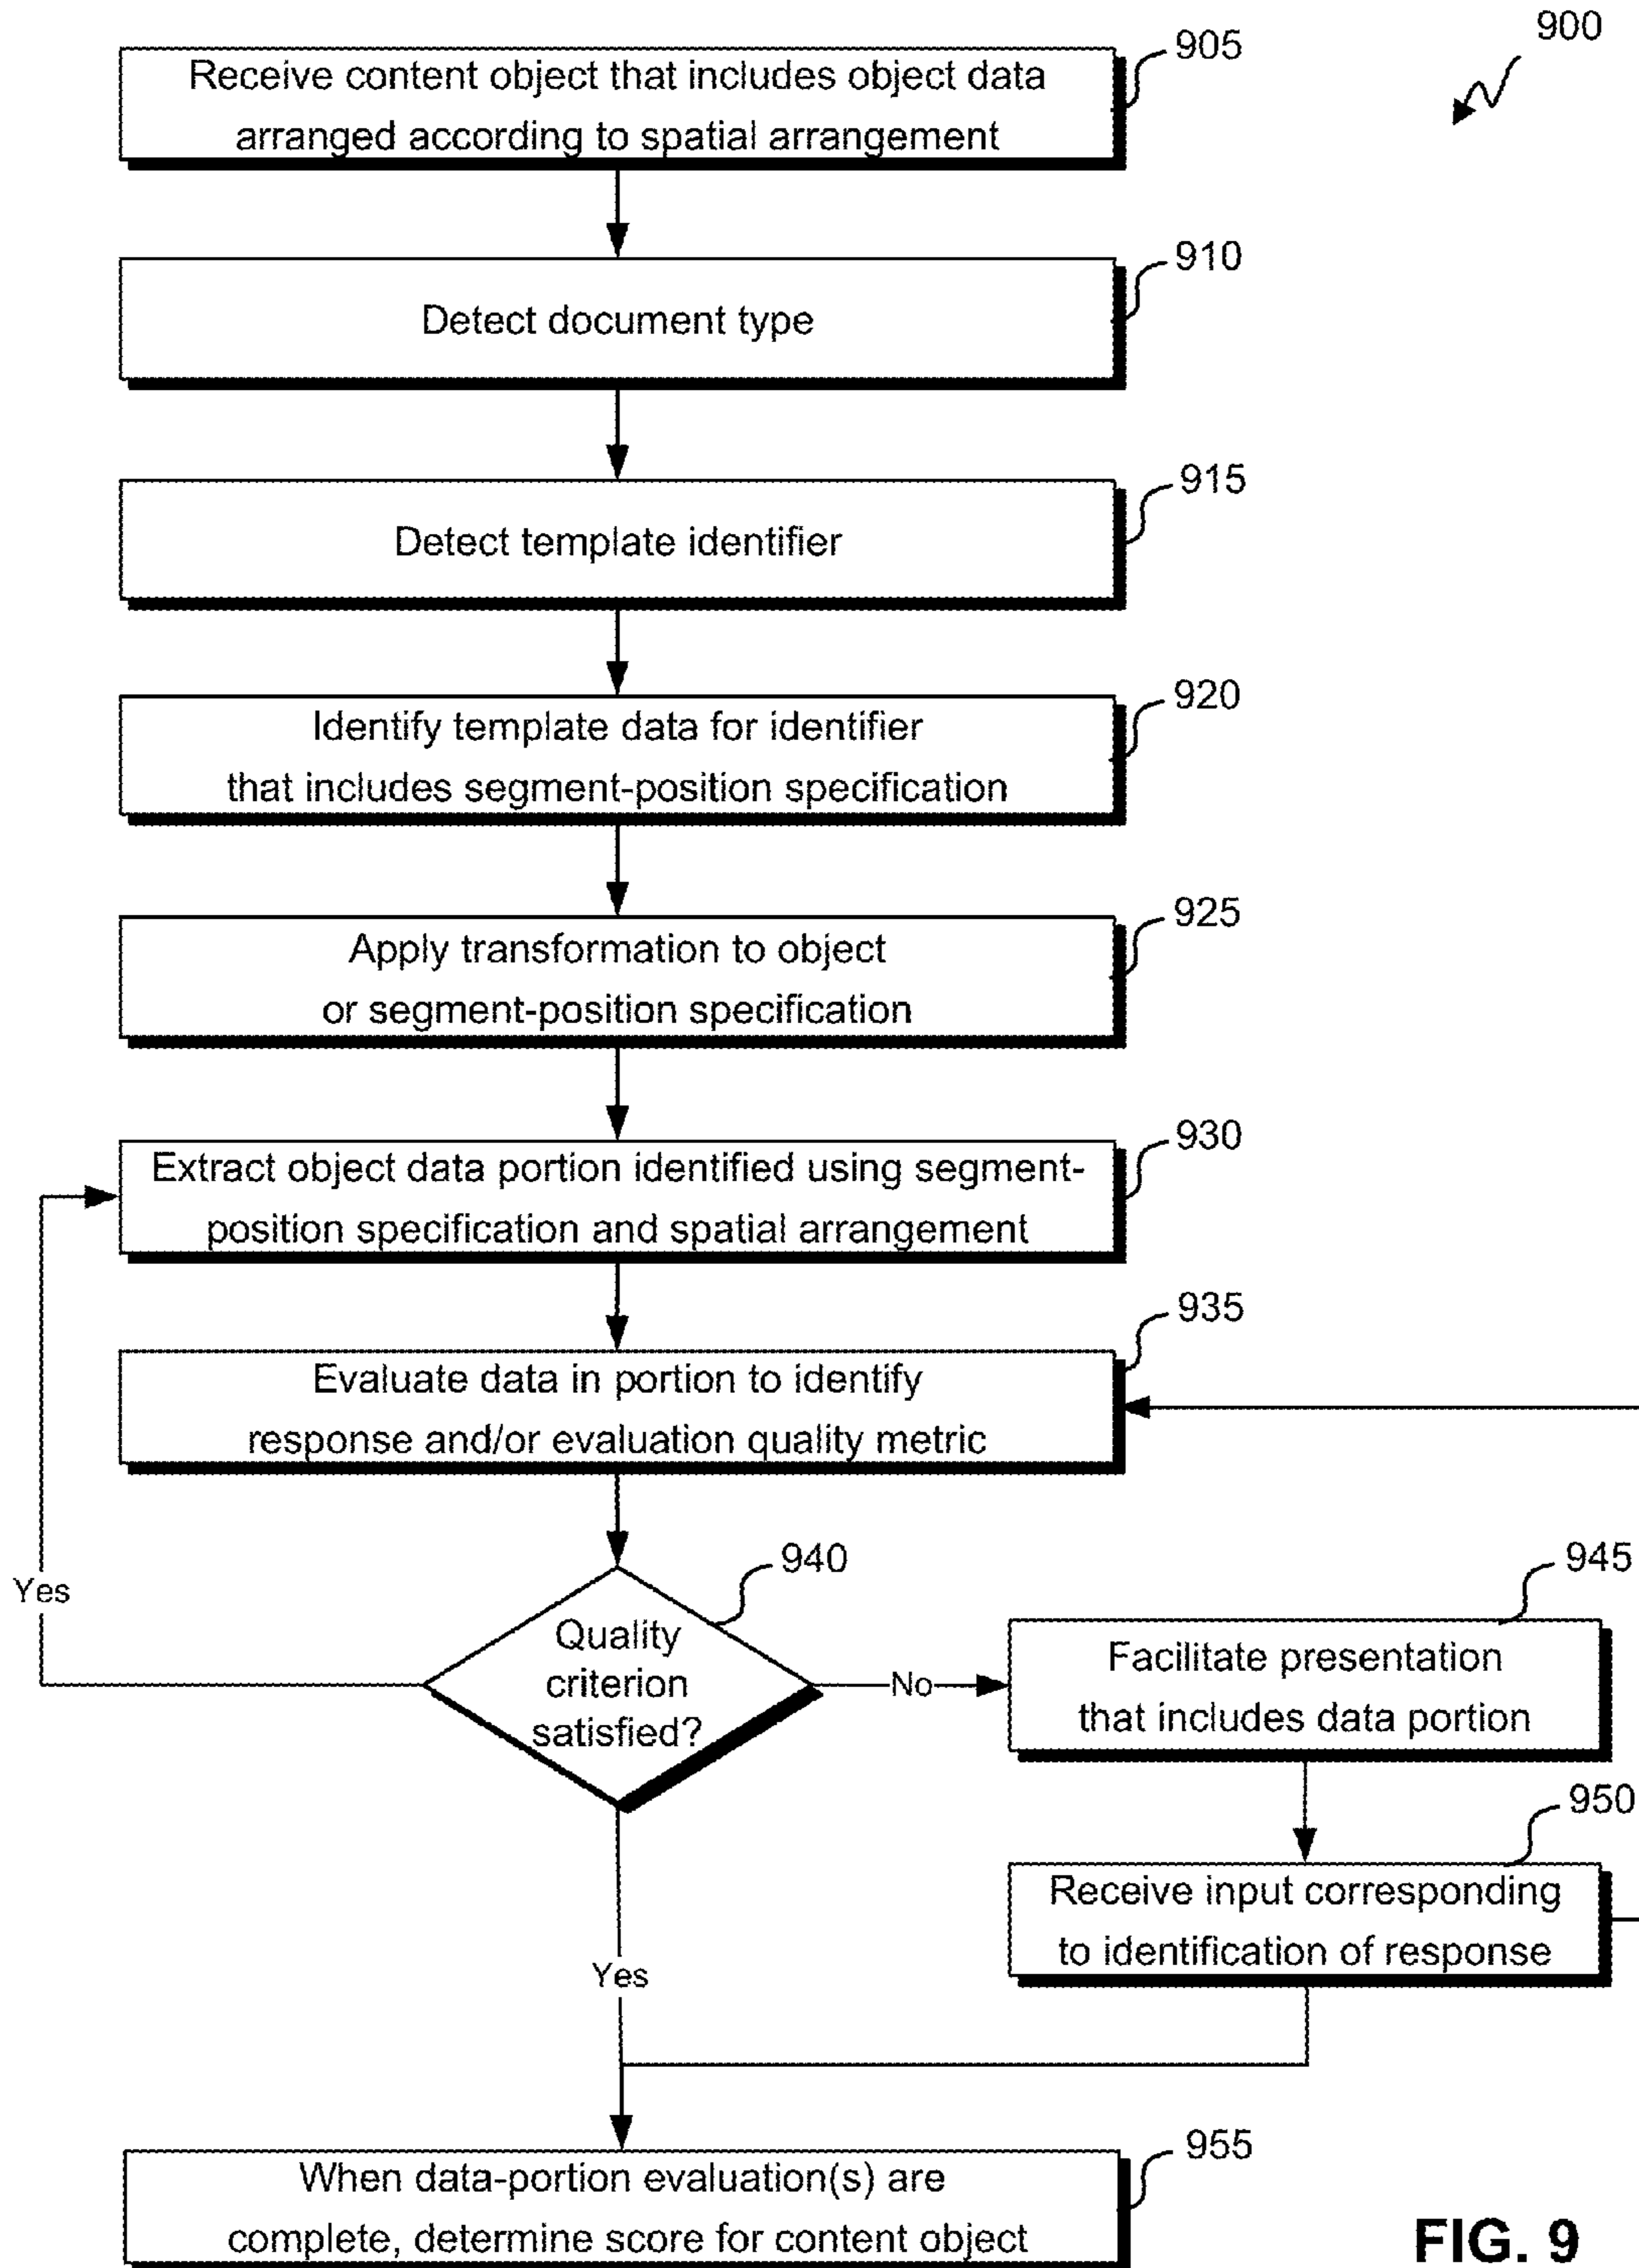 900
905
Receive content object that includes object data
arranged according to spatial arrangement
910
Detect document type
915
Detect template identifier
920
Identify template data for identifier
that includes segment-position specification
925
Apply transformation to object
or segment-position specification
930
Extract object data portion identified using segment-
position specification and spatial arrangement
935
Evaluate data in portion to identify
response and/or evaluation quality metric
940
Quality
criterion
satisfied?
Yes
No
945
Facilitate presentation
that includes data portion
950
Receive input corresponding
to identification of response
Yes
955
When data-portion evaluation(s) are
complete, determine score for content object
FIG. 9